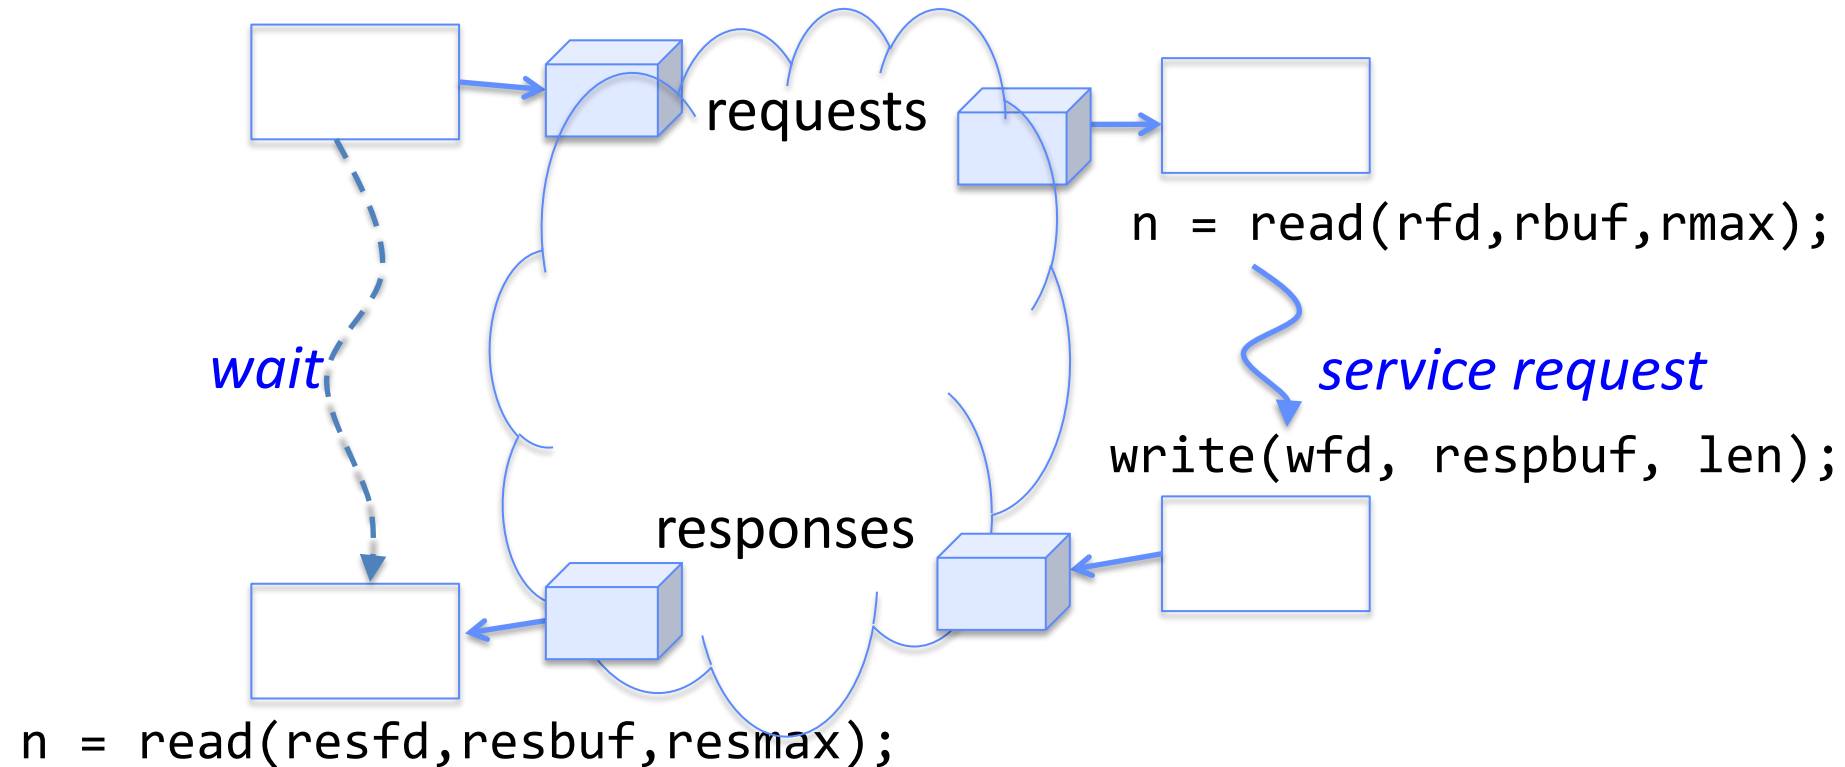 requests
n = read(rfd,rbuf,rmax);
wait
service request
write(wfd, respbuf, len);
responses
n = read(resfd,resbuf,resmax);